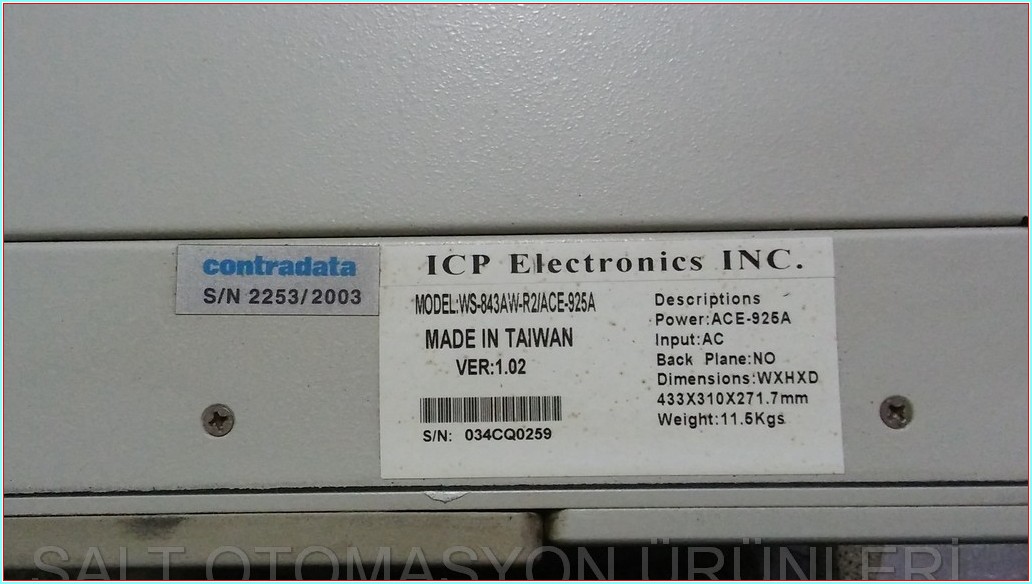 contradata
S/N 2253/2003
ICP Electronics INC.
MODEL:WS-843AW-R2/ACE-925A
MADE IN TAIWAN
VER:1.02
S/N: 034CQ0259
Descriptions
Power:ACE-925A
Input:AC
Back Plane:NO
Dimensions:WXHXD
433X310X271.7mm
Weight:11.5Kgs
SALT OTOMASYON ÜRÜNLERİ